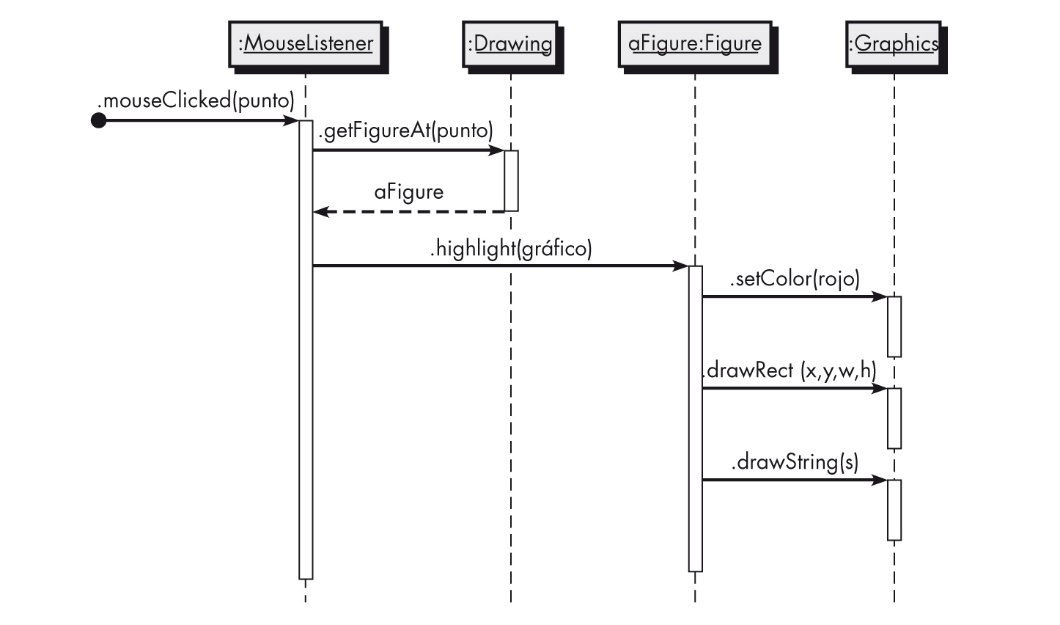 :MouseListener
:Drawing
aFigure:Figure
:Graphics
.mouseClicked(punto)
.getFigureAt(punto)
aFigure
.highlight(gráfico)
.setColor(rojo)
.drawRect (x,y,w,h)
.drawString(s)